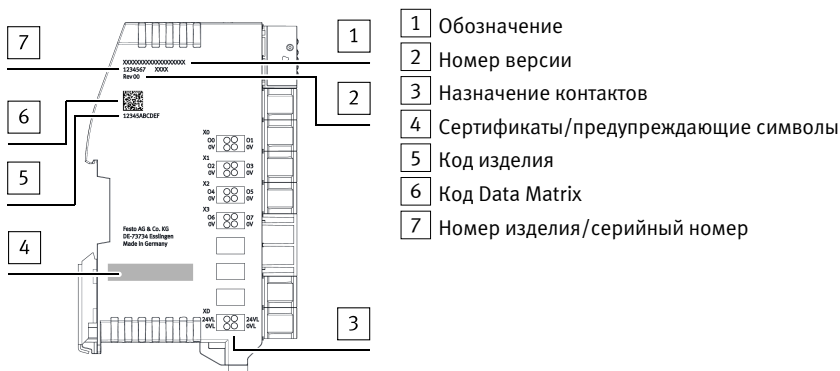 7
6
5
4
1
2
3
XXXXXXXXXXXXXXXXXXX
1234567 XXXX
Rev 00
12345ABCDEF
X0
O0 O1
0V 0V
X1
O2 O3
0V 0V
X2
O4 O5
0V 0V
X3
O6 O7
0V 0V
Festo AG & Co. KG
DE-73734 Esslingen
Made in Germany
XD
24VL 24VL
0VL 0VL
1 Обозначение
2 Номер версии
3 Назначение контактов
4 Сертификаты/предупреждающие символы
5 Код изделия
6 Код Data Matrix
7 Номер изделия/серийный номер